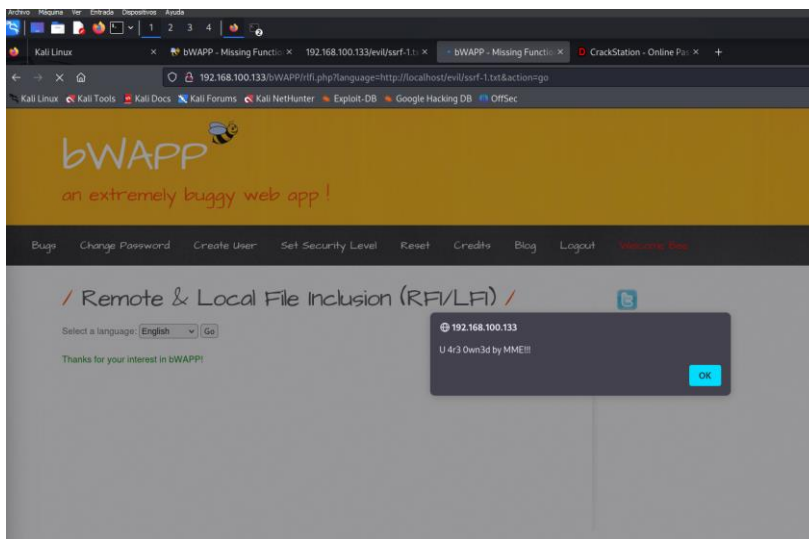 Archivo Máquina Ver Entrada Dispositivos Ayuda
1 2 3 4
Kali Linux × bWAPP - Missing Functio × 192.168.100.133/evil/ssrf-1.t × bWAPP - Missing Functio × CrackStation - Online Pas × +
192.168.100.133/bWAPP/rlfi.php?language=http://localhost/evil/ssrf-1.txt&action=go
Kali Linux Kali Tools Kali Docs Kali Forums Kali NetHunter Exploit-DB Google Hacking DB OffSec
bWAPP
an extremely buggy web app !
Bugs Change Password Create User Set Security Level Reset Credits Blog Logout Welcome Bee
/ Remote & Local File Inclusion (RFI/LFI) /
Select a language: English Go
Thanks for your interest in bWAPP!
192.168.100.133
U 4r3 0wn3d by MME!!!
OK